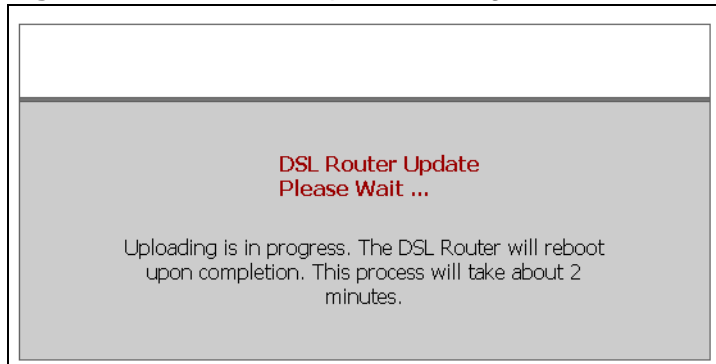 DSL Router Update
Please Wait ...
Uploading is in progress. The DSL Router will reboot
upon completion. This process will take about 2
minutes.